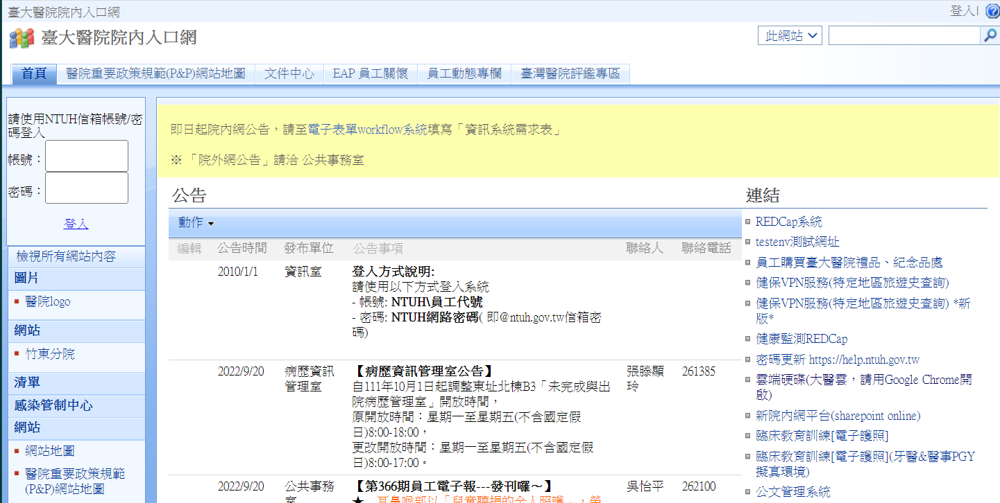 臺大醫院院內入口網
登入
臺大醫院院內入口網
此網站
首頁 醫院重要政策規範(P&P)網站地圖 文件中心 EAP 員工關懷 員工動態專欄 臺灣醫院評鑑專區
請使用NTUH信箱帳號/密
碼登入
帳號：
密碼：
登入
檢視所有網站內容
圖片
醫院logo
網站
竹東分院
清單
感染管制中心
網站
網站地圖
醫院重要政策規範
(P&P)網站地圖
即日起院內網公告，請至電子表單workflow系統填寫「資訊系統需求表」
※ 「院外網公告」請洽 公共事務室
公告
動作
編輯 公告時間 發布單位 公告事項 聯絡人 聯絡電話
2010/1/1 資訊室 登入方式說明:
請使用以下方式登入系統
- 帳號: NTUH\員工代號
- 密碼: NTUH網路密碼( 即@ntuh.gov.tw信箱密
碼)
2022/9/20 病歷資訊 【病歷資訊管理室公告】 張滕顯 261385
管理室 自111年10月1日起調整東址北棟B3「未完成與出 玲
院病歷管理室」開放時間，
原開放時間：星期一至星期五(不含國定假
日)8:00-18:00，
更改開放時間：星期一至星期五(不含國定假
日)8:00-17:00。
2022/9/20 公共事務 【第366期員工電子報---發刊囉～】 吳怡平 262100
室 ★
連結
REDCap系統
testenv測試網址
員工購買臺大醫院禮品、紀念品處
健保VPN服務(特定地區旅遊史查詢)
健保VPN服務(特定地區旅遊史查詢) *新
版*
健康監測REDCap
密碼更新 https://help.ntuh.gov.tw
雲端硬碟(大醫雲，請用Google Chrome開
啟)
新院內網平台(sharepoint online)
臨床教育訓練[電子護照]
臨床教育訓練[電子護照](牙醫&醫事PGY
擬真環境)
公文管理系統